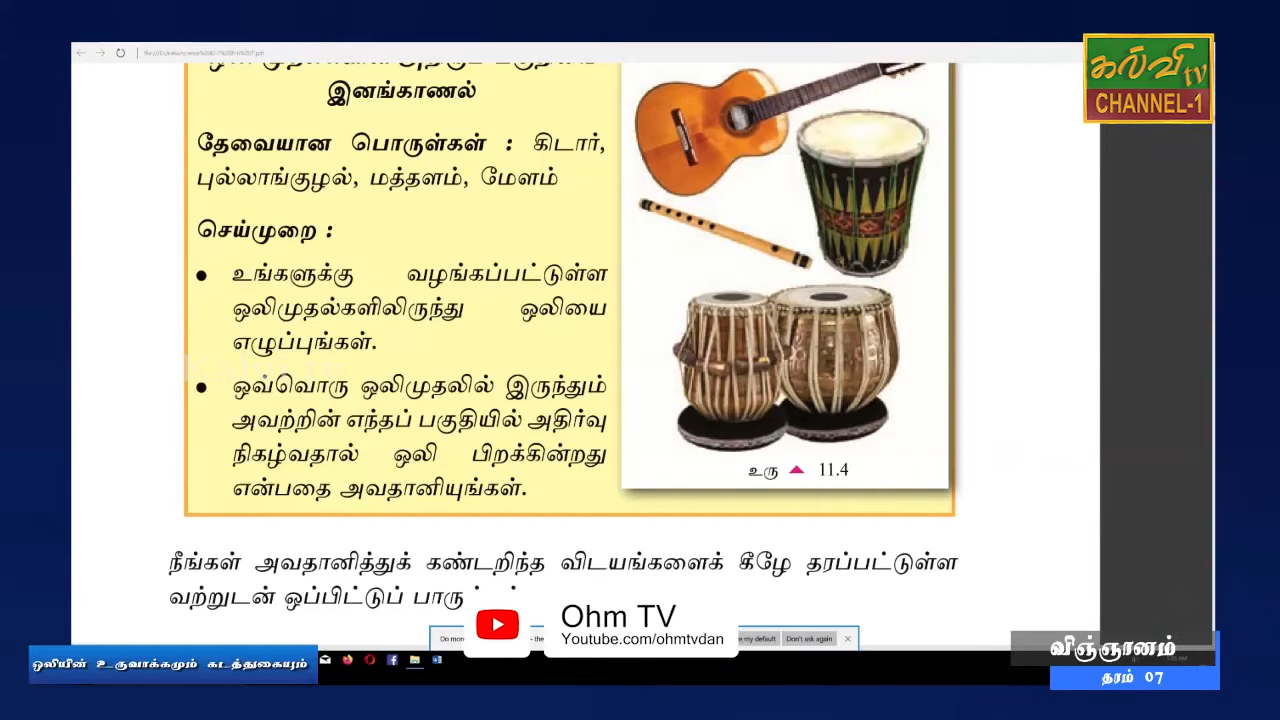 இனங்காணல்
தேவையான பொருள்கள் : கிடார்,
புல்லாங்குழல், மத்தளம், மேளம்
செய்முறை :
● உங்களுக்கு வழங்கப்பட்டுள்ள
ஒலிமுதல்களிலிருந்து ஒலியை
எழுப்புங்கள்.
● ஒவ்வொரு ஒலிமுதலில் இருந்தும்
அவற்றின் எந்தப் பகுதியில் அதிர்வு
நிகழ்வதால் ஒலி பிறக்கின்றது
என்பதை அவதானியுங்கள்.
உரு ▲ 11.4
நீங்கள் அவதானித்துக் கண்டறிந்த விடயங்களைக் கீழே தரப்பட்டுள்ள
வற்றுடன் ஒப்பிட்டுப்
கல்வி tv
CHANNEL-1
Ohm TV
Youtube.com/ohmtvdan
Don't ask again
ஒலியின் உருவாக்கமும் கடத்துகையும்
விஞ்ஞானம்
தரம் 07